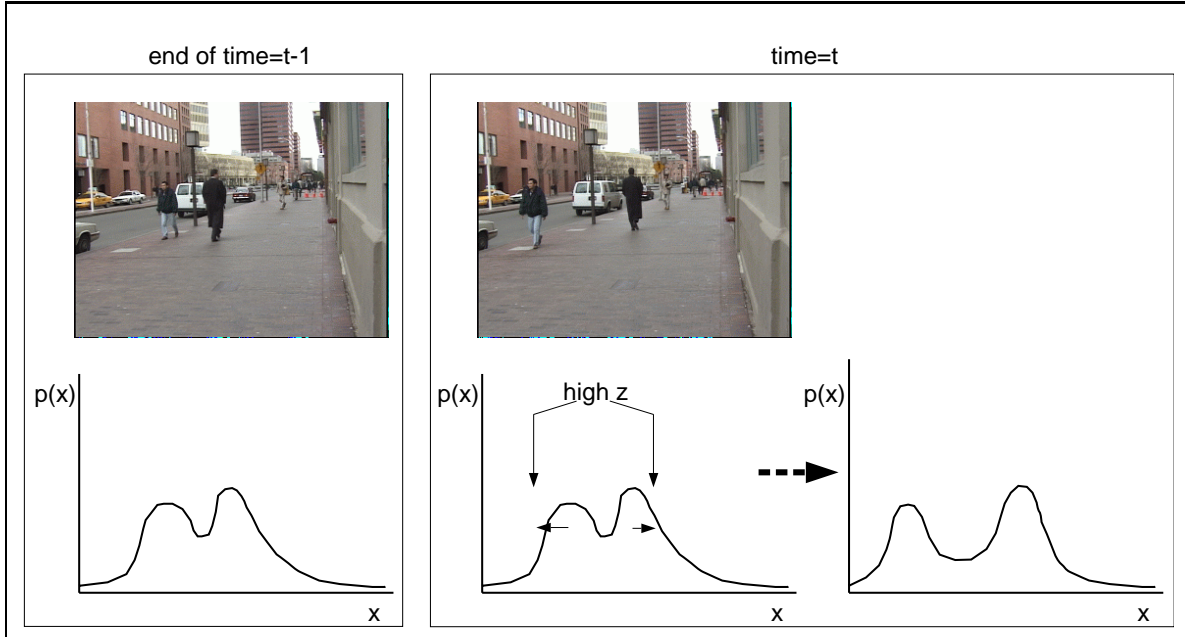 end of time=t-1
time=t
p(x)
x
p(x)
high z
x
p(x)
x